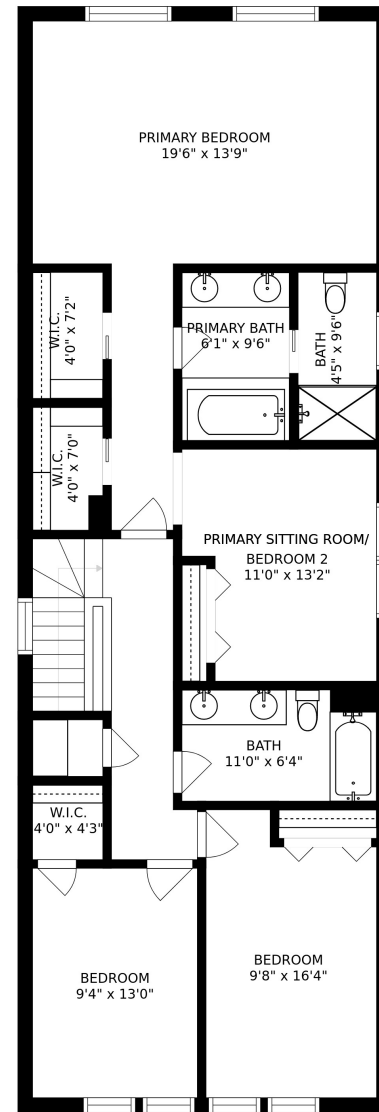 PRIMARY BEDROOM
19'6" x 13'9"
W.I.C.
4'0" x 7'2"
PRIMARY BATH
6'1" x 9'6"
BATH
4'5" x 9'6"
W.I.C.
4'0" x 7'0"
PRIMARY SITTING ROOM/
BEDROOM 2
11'0" x 13'2"
BATH
11'0" x 6'4"
W.I.C.
4'0" x 4'3"
BEDROOM
9'4" x 13'0"
BEDROOM
9'8" x 16'4"